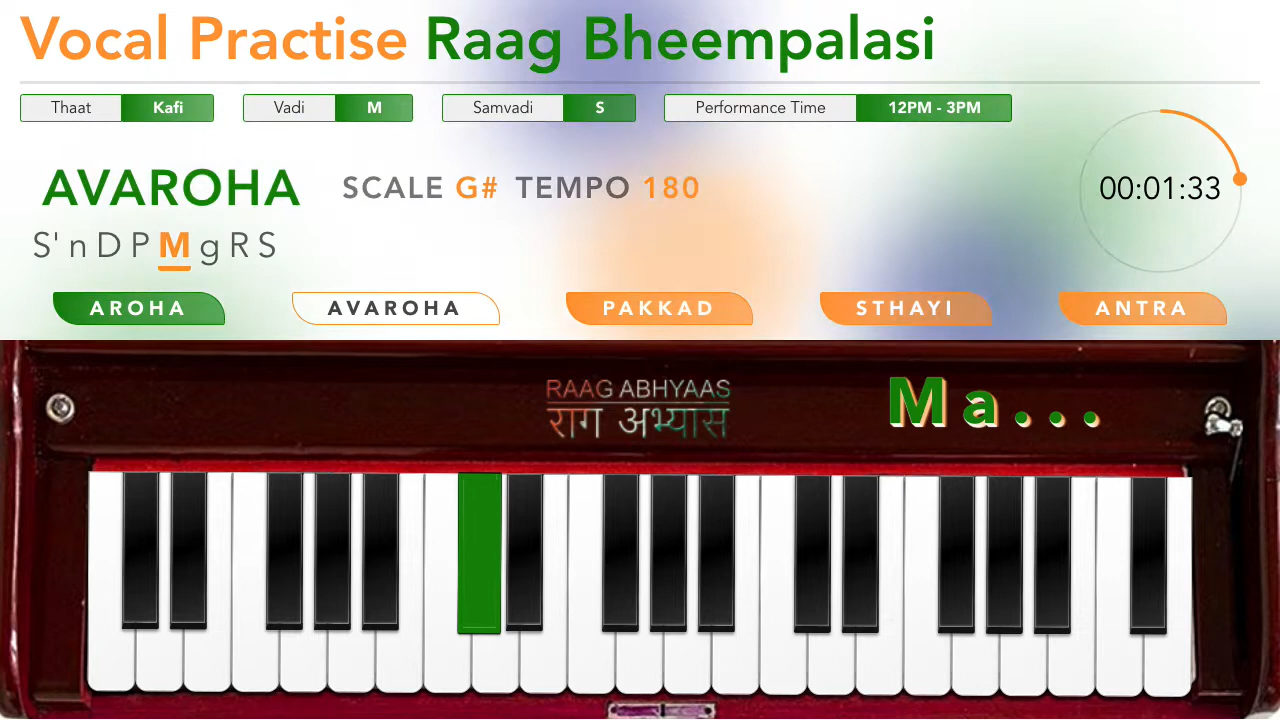 Vocal Practise Raag Bheempalasi
Thaat Kafi Vadi M Samvadi S Performance Time 12PM - 3PM
AVAROHA SCALE G# TEMPO 180 00:01:33
S' n D P M g R S
AROHA AVAROHA PAKKAD STHAYI ANTRA
RAAG ABHYAAS
राग अभ्यास
Ma...